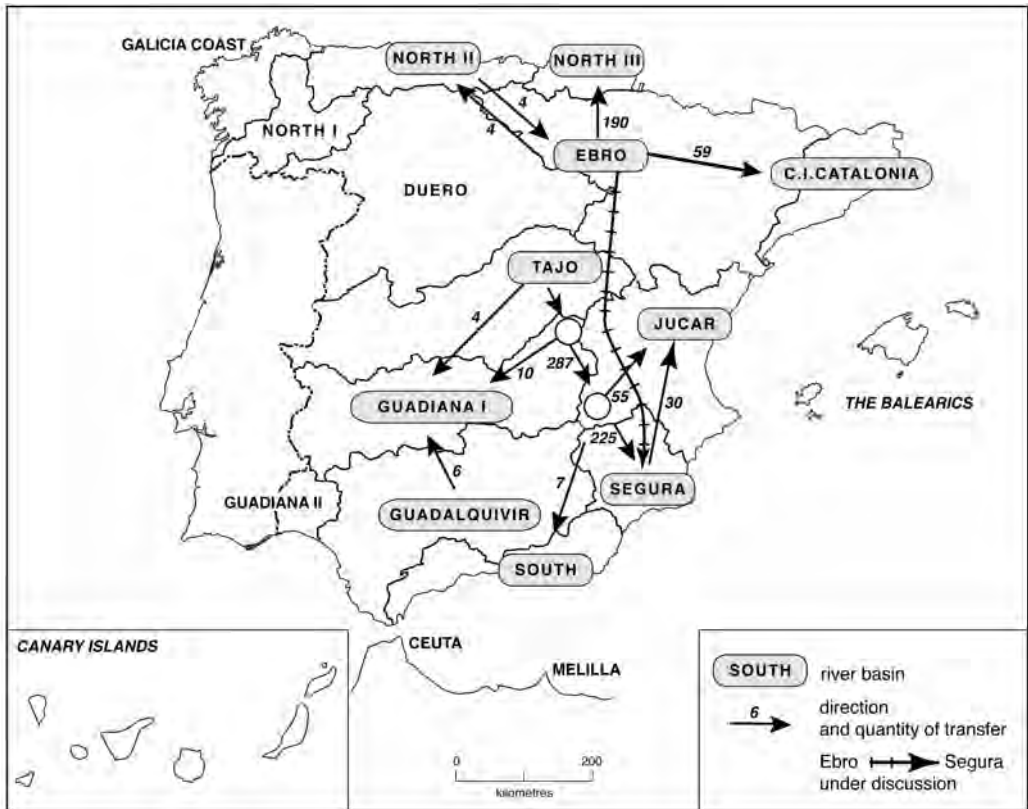 GALICIA COAST
NORTH II
NORTH III
NORTH I
4
4
190
EBRO
59
C.I.CATALONIA
DUERO
TAJO
4
JUCAR
10
287
55
30
GUADIANA I
THE BALEARICS
225
6
7
SEGURA
GUADIANA II
GUADALQUIVIR
SOUTH
CANARY ISLANDS
CEUTA
MELILLA
0
200
kilometres
SOUTH
river basin
6
direction
and quantity of transfer
Ebro
Segura
under discussion